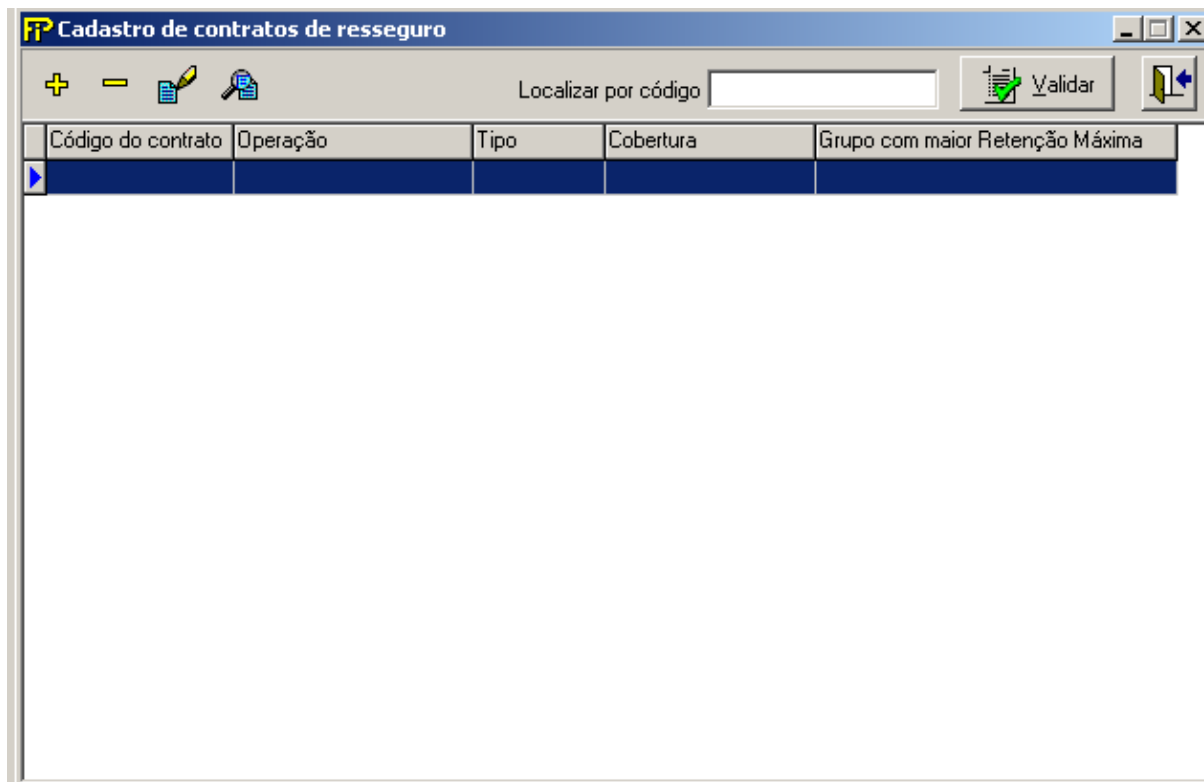 FIP Cadastro de contratos de resseguro
Localizar por código Validar
Código do contrato Operação Tipo Cobertura Grupo com maior Retenção Máxima